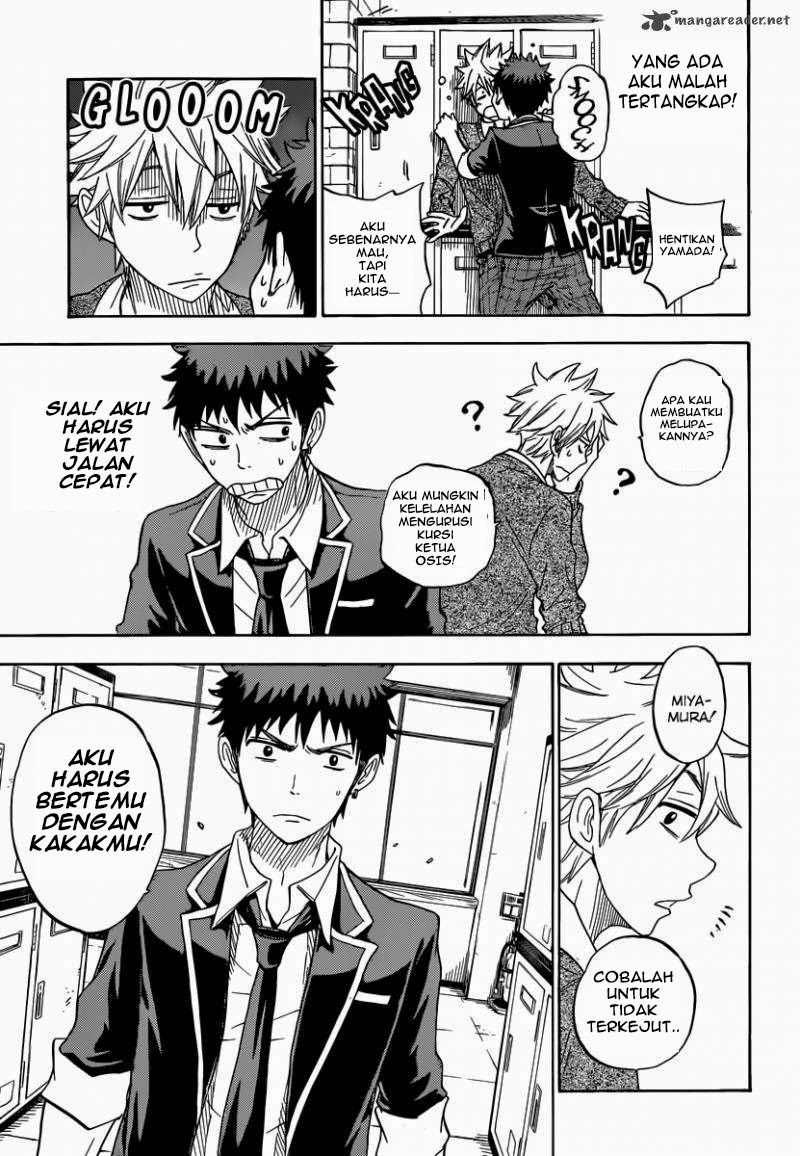 mangareader.net
YANG ADA
AKU MALAH
TERTANGKAP!
KRANG
SMOOCH
HENTIKAN
YAMADA!
KRANG
AKU
SEBENARNYA
MAU,
TAPI
KITA
HARUS—
GLOOOM
APA KAU
MEMBUATKU
MELUPA-
KANNYA?
?
?
AKU MUNGKIN
KELELAHAN
MENGURUSI
KURSI
KETUA
OSIS!
SIAL! AKU
HARUS
LEWAT
JALAN
CEPAT!
MIYA-
MURA!
COBALAH
UNTUK
TIDAK
TERKEJUT..
AKU
HARUS
BERTEMU
DENGAN
KAKAKMU!